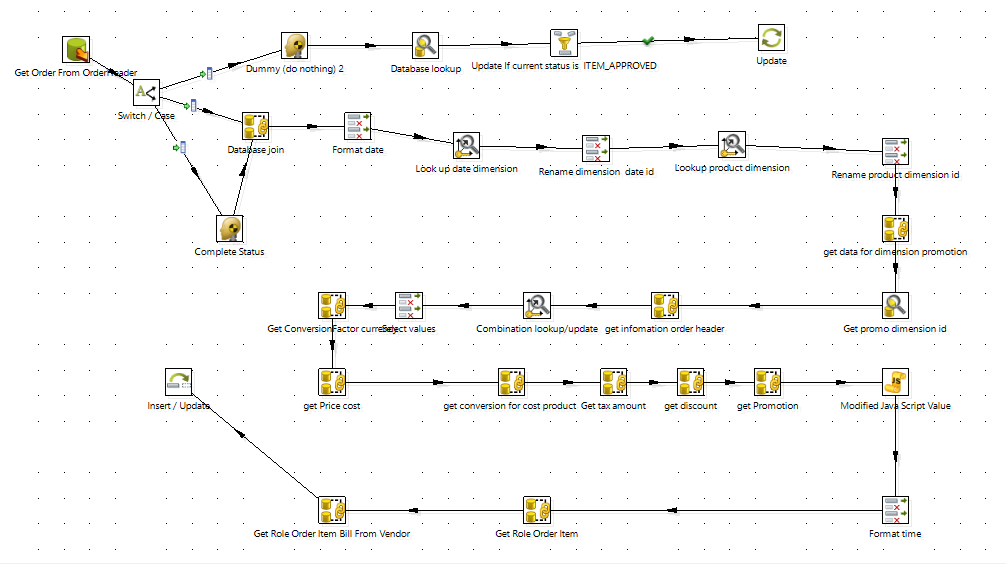 Get Order From OrderHeader
Dummy (do nothing) 2
Database lookup
Update If current status is ITEM_APPROVED
Update
Switch / Case
Database join
Format date
Look up date dimension
Rename dimension date id
Lookup product dimension
Rename product dimension id
Complete Status
get data for dimension promotion
Get ConversionFactor currency
Select values
Combination lookup/update
get infomation order header
Get promo dimension id
Insert / Update
get Price cost
get conversion for cost product
Get tax amount
get discount
get Promotion
Modified Java Script Value
JS
Get Role Order Item Bill From Vendor
Get Role Order Item
Format time